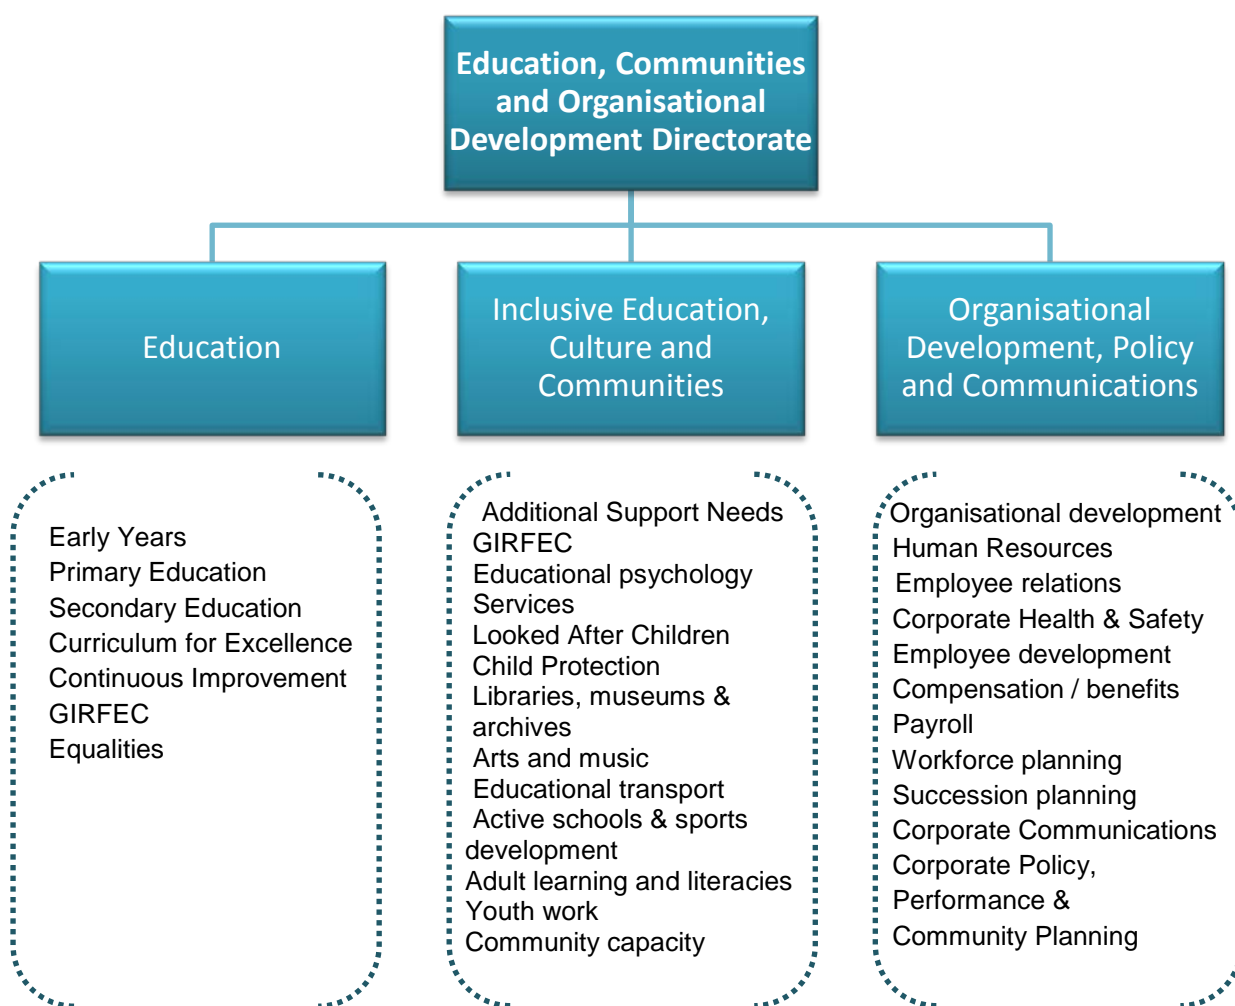 Education, Communities
and Organisational
Development Directorate
Education
Inclusive Education,
Culture and
Communities
Organisational
Development, Policy
and Communications
Early Years
Primary Education
Secondary Education
Curriculum for Excellence
Continuous Improvement
GIRFEC
Equalities
Additional Support Needs
GIRFEC
Educational psychology
Services
Looked After Children
Child Protection
Libraries, museums &
archives
Arts and music
Educational transport
Active schools & sports
development
Adult learning and literacies
Youth work
Community capacity
Organisational development
Human Resources
Employee relations
Corporate Health & Safety
Employee development
Compensation / benefits
Payroll
Workforce planning
Succession planning
Corporate Communications
Corporate Policy,
Performance &
Community Planning